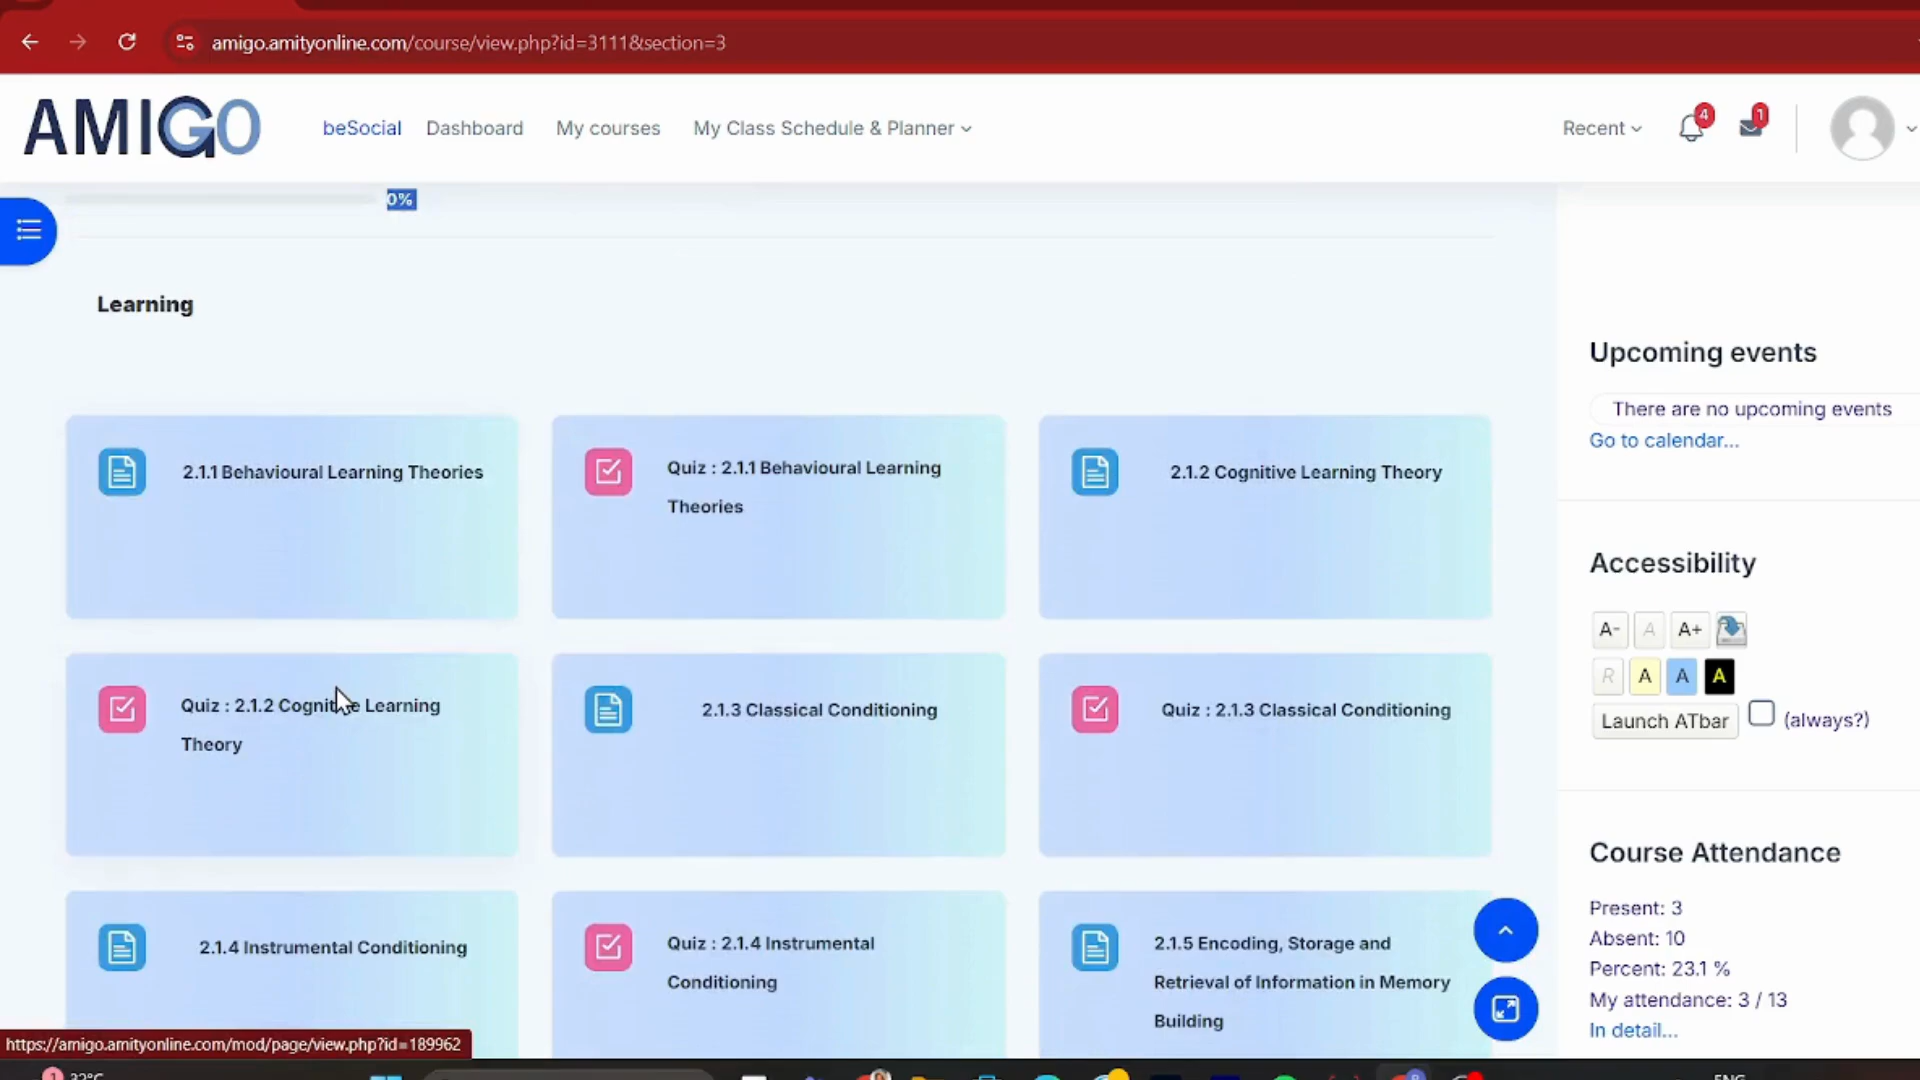 amigo.amityonline.com/course/view.php?id=3111&section=3
AMIGO
beSocial
Dashboard
My courses
My Class Schedule & Planner
Recent
4
1
0%
Learning
2.1.1 Behavioural Learning Theories
Quiz : 2.1.1 Behavioural Learning
Theories
2.1.2 Cognitive Learning Theory
Quiz : 2.1.2 Cognitive Learning
Theory
2.1.3 Classical Conditioning
Quiz : 2.1.3 Classical Conditioning
2.1.4 Instrumental Conditioning
Quiz : 2.1.4 Instrumental
Conditioning
2.1.5 Encoding, Storage and
Retrieval of Information in Memory
Building
Upcoming events
There are no upcoming events
Go to calendar...
Accessibility
A- A A+
R A A A
Launch ATbar (always?)
Course Attendance
Present: 3
Absent: 10
Percent: 23.1 %
My attendance: 3 / 13
In detail...
https://amigo.amityonline.com/mod/page/view.php?id=189962
1
32°C
ENG